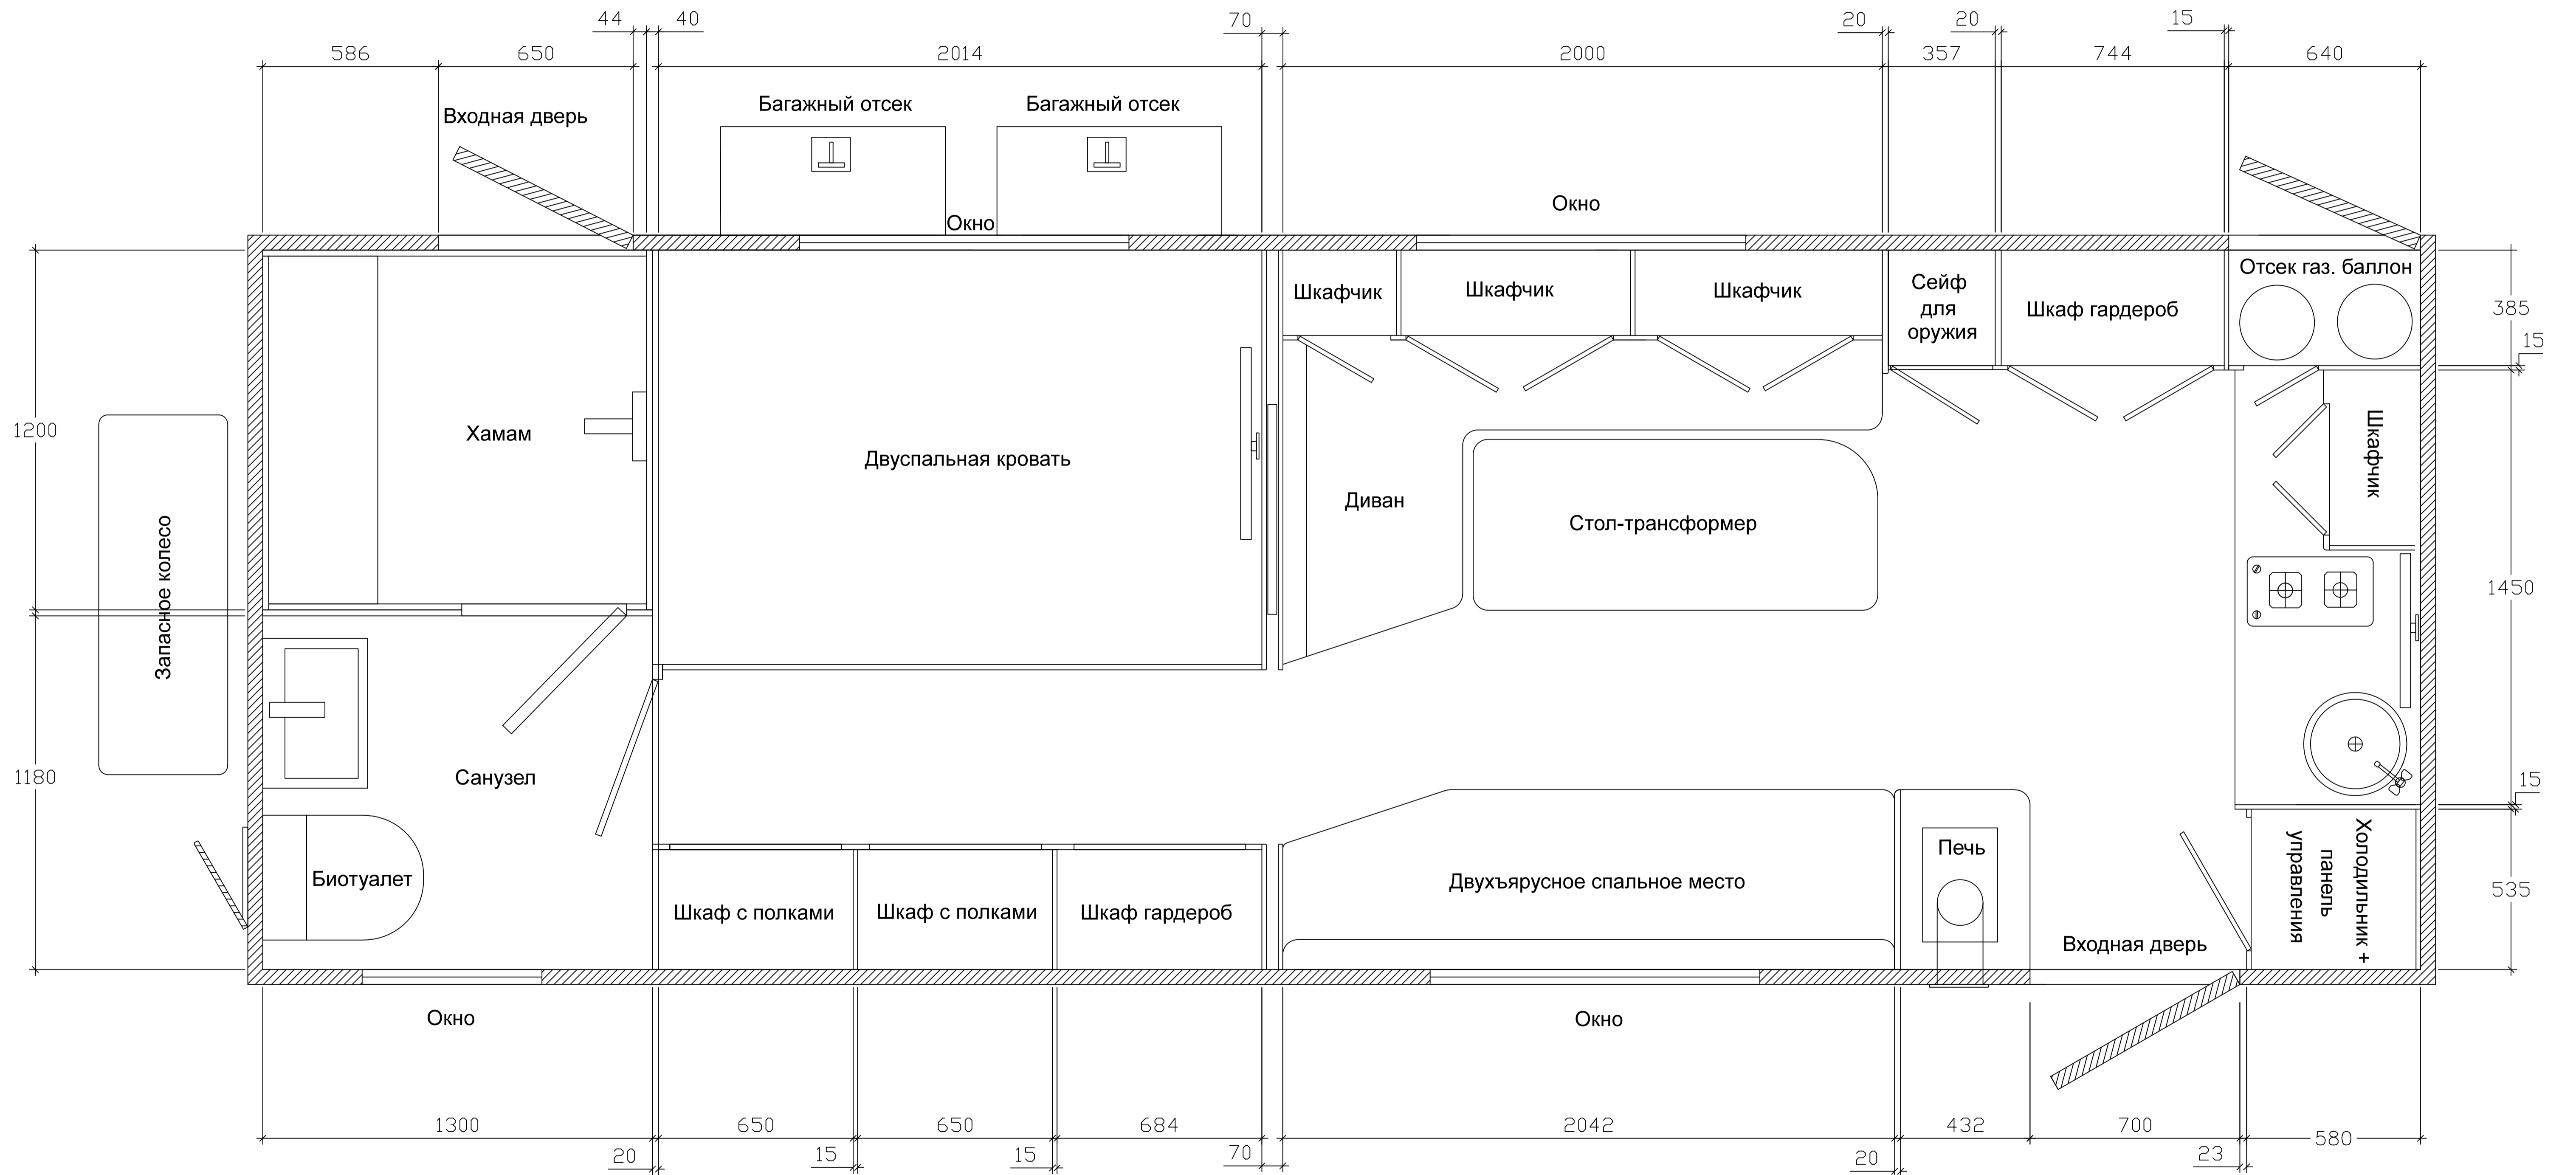 44
40
70
20
20
15
586
650
2014
2000
357
744
640
Багажный отсек
Багажный отсек
Входная дверь
Окно
Окно
Отсек газ. баллон
Шкафчик
Шкафчик
Шкафчик
Сейф
для
оружия
Шкаф гардероб
385
15
1200
Хамам
Двуспальная кровать
Шкафчик
Диван
Стол-трансформер
Запасное колесо
1450
1180
Санузел
15
Биотуалет
Шкаф с полками
Шкаф с полками
Шкаф гардероб
Двухъярусное спальное место
Печь
Холодильник +
панель
управления
535
Входная дверь
Окно
Окно
1300
650
650
684
2042
432
700
580
20
15
15
70
20
23